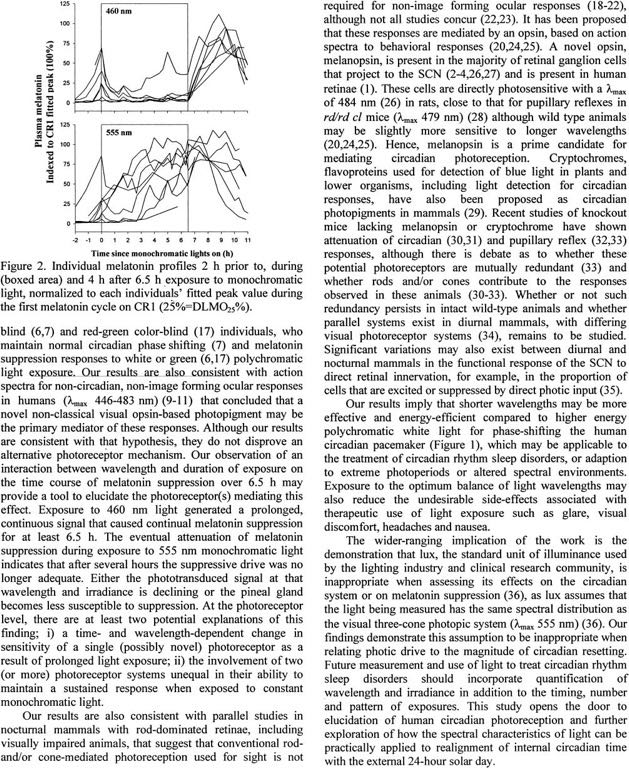 125
460 nm
100
75
50
25
0
Plasma melatonin
Indexed to CR1 fitted peak (100%)
125
555 nm
100
75
50
25
0
-2 -1 0 1 2 3 4 5 6 7 8 9 10 11
Time since monochromatic lights on (h)
Figure 2. Individual melatonin profiles 2 h prior to, during
(boxed area) and 4 h after 6.5 h exposure to monochromatic
light, normalized to each individuals' fitted peak value during
the first melatonin cycle on CR1 (25%=DLMO25%).
blind (6,7) and red-green color-blind (17) individuals, who
maintain normal circadian phase shifting (7) and melatonin
suppression responses to white or green (6,17) polychromatic
light exposure. Our results are also consistent with action
spectra for non-circadian, non-image forming ocular responses
in humans (λmax 446-483 nm) (9-11) that concluded that a
novel non-classical visual opsin-based photopigment may be
the primary mediator of these responses. Although our results
are consistent with that hypothesis, they do not disprove an
alternative photoreceptor mechanism. Our observation of an
interaction between wavelength and duration of exposure on
the time course of melatonin suppression over 6.5 h may
provide a tool to elucidate the photoreceptor(s) mediating this
effect. Exposure to 460 nm light generated a prolonged,
continuous signal that caused continual melatonin suppression
for at least 6.5 h. The eventual attenuation of melatonin
suppression during exposure to 555 nm monochromatic light
indicates that after several hours the suppressive drive was no
longer adequate. Either the phototransduced signal at that
wavelength and irradiance is declining or the pineal gland
becomes less susceptible to suppression. At the photoreceptor
level, there are at least two potential explanations of this
finding; i) a time- and wavelength-dependent change in
sensitivity of a single (possibly novel) photoreceptor as a
result of prolonged light exposure; ii) the involvement of two
(or more) photoreceptor systems unequal in their ability to
maintain a sustained response when exposed to constant
monochromatic light.
Our results are also consistent with parallel studies in
nocturnal mammals with rod-dominated retinae, including
visually impaired animals, that suggest that conventional rod-
and/or cone-mediated photoreception used for sight is not
required for non-image forming ocular responses (18-22),
although not all studies concur (22,23). It has been proposed
that these responses are mediated by an opsin, based on action
spectra to behavioral responses (20,24,25). A novel opsin,
melanopsin, is present in the majority of retinal ganglion cells
that project to the SCN (2-4,26,27) and is present in human
retinae (1). These cells are directly photosensitive with a λmax
of 484 nm (26) in rats, close to that for pupillary reflexes in
rd/rd cl mice (λmax 479 nm) (28) although wild type animals
may be slightly more sensitive to longer wavelengths
(20,24,25). Hence, melanopsin is a prime candidate for
mediating circadian photoreception. Cryptochromes,
flavoproteins used for detection of blue light in plants and
lower organisms, including light detection for circadian
responses, have also been proposed as circadian
photopigments in mammals (29). Recent studies of knockout
mice lacking melanopsin or cryptochrome have shown
attenuation of circadian (30,31) and pupillary reflex (32,33)
responses, although there is debate as to whether these
potential photoreceptors are mutually redundant (33) and
whether rods and/or cones contribute to the responses
observed in these animals (30-33). Whether or not such
redundancy persists in intact wild-type animals and whether
parallel systems exist in diurnal mammals, with differing
visual photoreceptor systems (34), remains to be studied.
Significant variations may also exist between diurnal and
nocturnal mammals in the functional response of the SCN to
direct retinal innervation, for example, in the proportion of
cells that are excited or suppressed by direct photic input (35).
Our results imply that shorter wavelengths may be more
effective and energy-efficient compared to higher energy
polychromatic white light for phase-shifting the human
circadian pacemaker (Figure 1), which may be applicable to
the treatment of circadian rhythm sleep disorders, or adaption
to extreme photoperiods or altered spectral environments.
Exposure to the optimum balance of light wavelengths may
also reduce the undesirable side-effects associated with
therapeutic use of light exposure such as glare, visual
discomfort, headaches and nausea.
The wider-ranging implication of the work is the
demonstration that lux, the standard unit of illuminance used
by the lighting industry and clinical research community, is
inappropriate when assessing its effects on the circadian
system or on melatonin suppression (36), as lux assumes that
the light being measured has the same spectral distribution as
the visual three-cone photopic system (λmax 555 nm) (36). Our
findings demonstrate this assumption to be inappropriate when
relating photic drive to the magnitude of circadian resetting.
Future measurement and use of light to treat circadian rhythm
sleep disorders should incorporate quantification of
wavelength and irradiance in addition to the timing, number
and pattern of exposures. This study opens the door to
elucidation of human circadian photoreception and further
exploration of how the spectral characteristics of light can be
practically applied to realignment of internal circadian time
with the external 24-hour solar day.